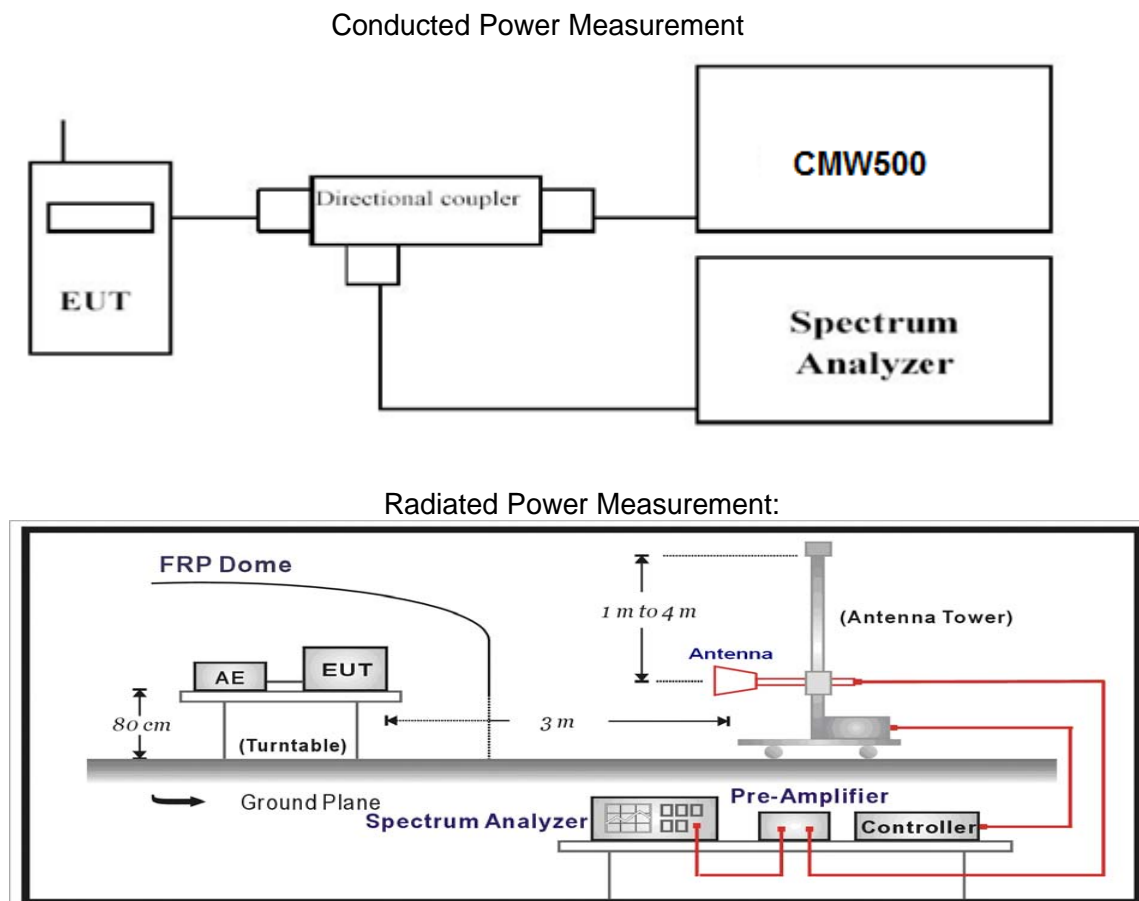 Conducted Power Measurement
CMW500
Directional coupler
EUT
Spectrum
Analyzer
Radiated Power Measurement:
FRP Dome
1 m to 4 m
(Antenna Tower)
Antenna
AE
EUT
80 cm
3 m
(Turntable)
Ground Plane
Pre-Amplifier
Spectrum Analyzer
Controller